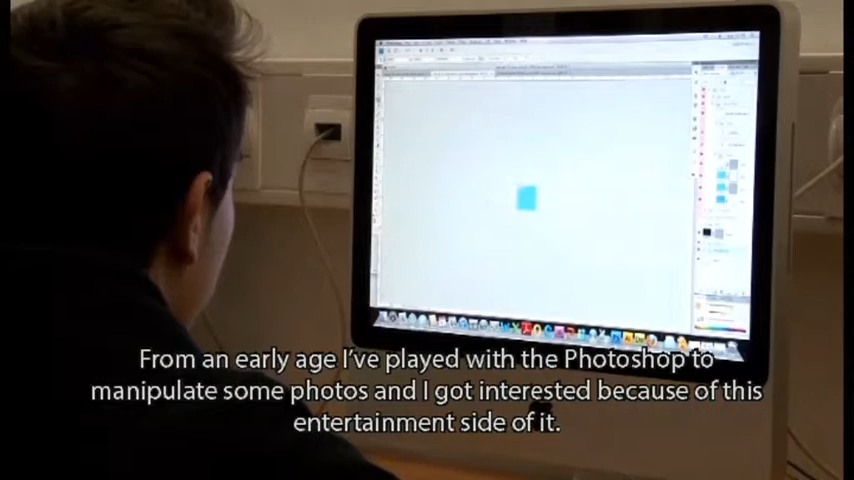 From an early age I've played with the Photoshop to
manipulate some photos and I got interested because of this
entertainment side of it.